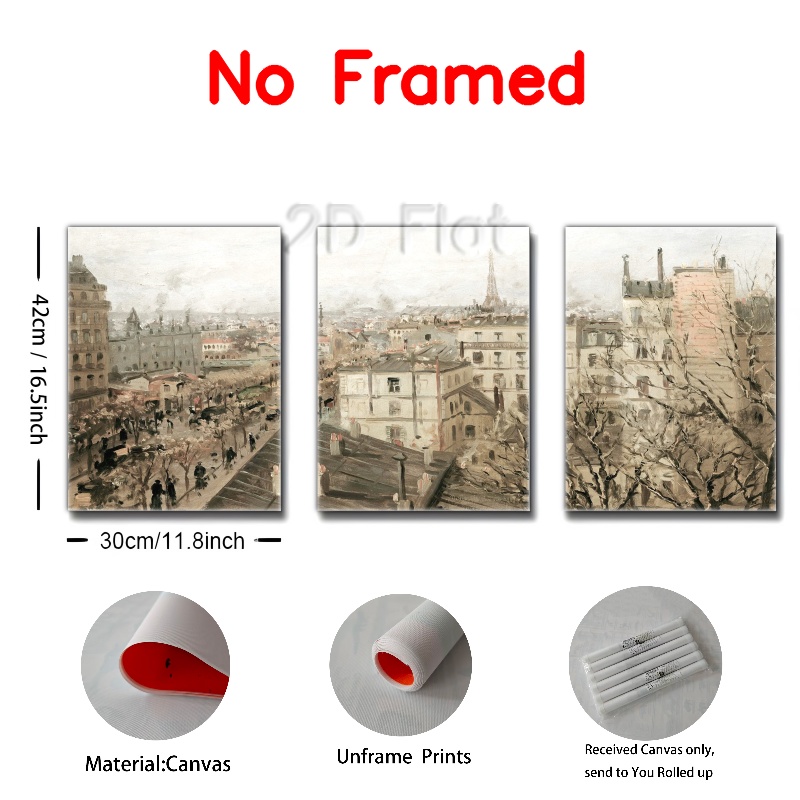 No Framed
2D Flat
42cm / 16.5inch
30cm/11.8inch
Material:Canvas
Unframe Prints
Received Canvas only,
send to You Rolled up